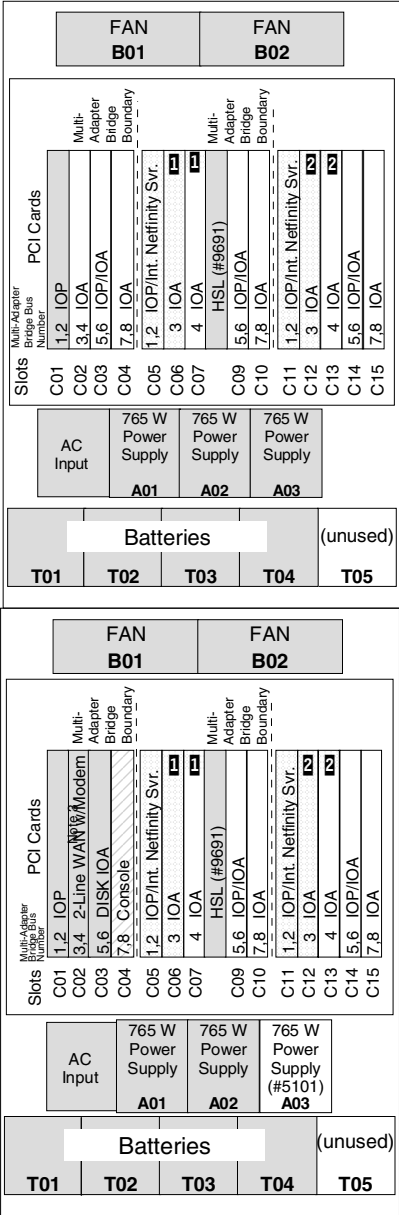 FAN
B01
FAN
B02
Multi-
Adapter
Bridge
Boundary
Multi-
Adapter
Bridge
Boundary
PCI Cards
Multi-Adapter
Bridge Bus
Number
Slots
C01 1,2 IOP
C02 3,4 IOA
C03 5,6 IOP/IOA
C04 7,8 IOA
C05 1,2 IOP/Int. Netfinity Svr.
C06 3 IOA 1
C07 4 IOA 1
HSL (#9691)
C09 5,6 IOP/IOA
C10 7,8 IOA
C11 1,2 IOP/Int. Netfinity Svr.
C12 3 IOA 2
C13 4 IOA 2
C14 5,6 IOP/IOA
C15 7,8 IOA
AC
Input
765 W
Power
Supply
A01
765 W
Power
Supply
A02
765 W
Power
Supply
A03
Batteries
(unused)
T01 T02 T03 T04 T05
FAN
B01
FAN
B02
Multi-
Adapter
Bridge
Boundary
Multi-
Adapter
Bridge
Boundary
PCI Cards
Multi-Adapter
Bridge Bus
Number
Slots
C01 1,2 IOP
Note 2
C02 3,4 2-Line WAN w/Modem
C03 5,6 DISK IOA
C04 7,8 Console
C05 1,2 IOP/Int. Netfinity Svr.
C06 3 IOA 1
C07 4 IOA 1
HSL (#9691)
C09 5,6 IOP/IOA
C10 7,8 IOA
C11 1,2 IOP/Int. Netfinity Svr.
C12 3 IOA 2
C13 4 IOA 2
C14 5,6 IOP/IOA
C15 7,8 IOA
AC
Input
765 W
Power
Supply
A01
765 W
Power
Supply
A02
765 W
Power
Supply
(#5101)
A03
Batteries
(unused)
T01 T02 T03 T04 T05